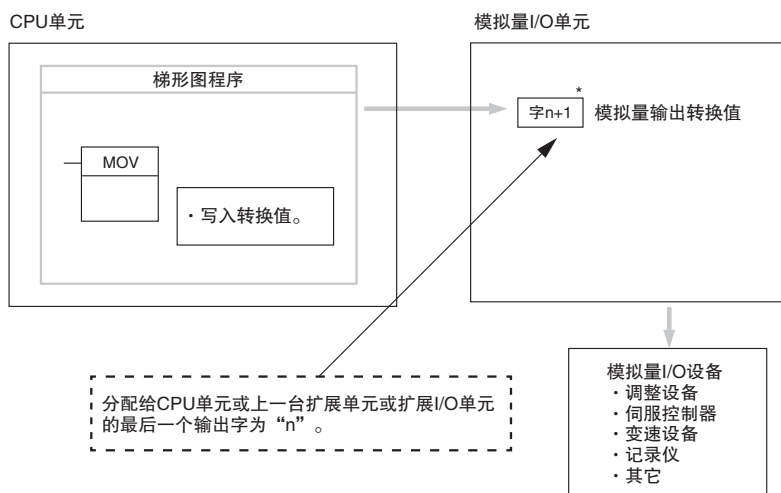 CPU单元
模拟量I/O单元
梯形图程序
*
字n+1
模拟量输出转换值
MOV
・写入转换值。
分配给CPU单元或上一台扩展单元或扩展I/O单元
的最后一个输出字为“n”。
模拟量I/O设备
・调整设备
・伺服控制器
・变速设备
・记录仪
・其它